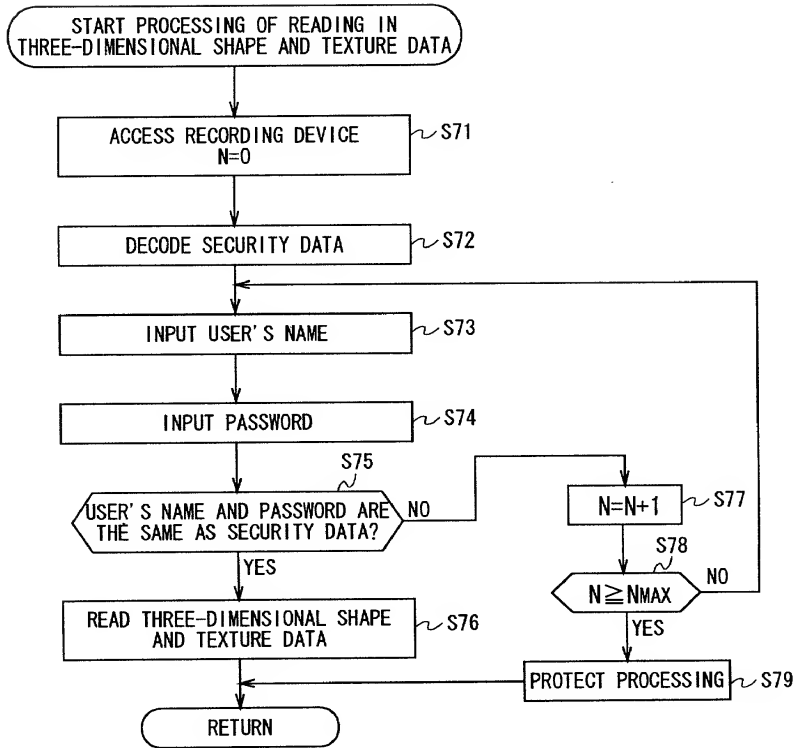 START PROCESSING OF READING IN
THREE-DIMENSIONAL SHAPE AND TEXTURE DATA
ACCESS RECORDING DEVICE
N=0
S71
DECODE SECURITY DATA
S72
INPUT USER'S NAME
S73
INPUT PASSWORD
S74
S75
USER'S NAME AND PASSWORD ARE
THE SAME AS SECURITY DATA?
NO
YES
N=N+1
S77
S78
N≧NMAX
NO
YES
READ THREE-DIMENSIONAL SHAPE
AND TEXTURE DATA
S76
PROTECT PROCESSING
S79
RETURN